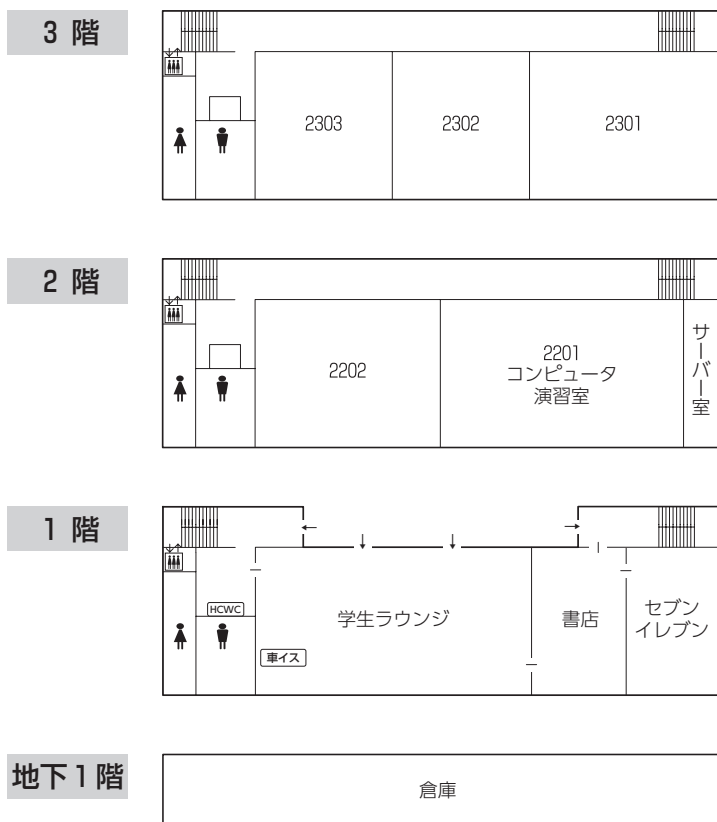 3 階
2303
2302
2301
2 階
2202
2201
コンピュータ
演習室
サーバー室
1 階
HCWC
車イス
学生ラウンジ
書店
セブン
イレブン
地下1階
倉庫